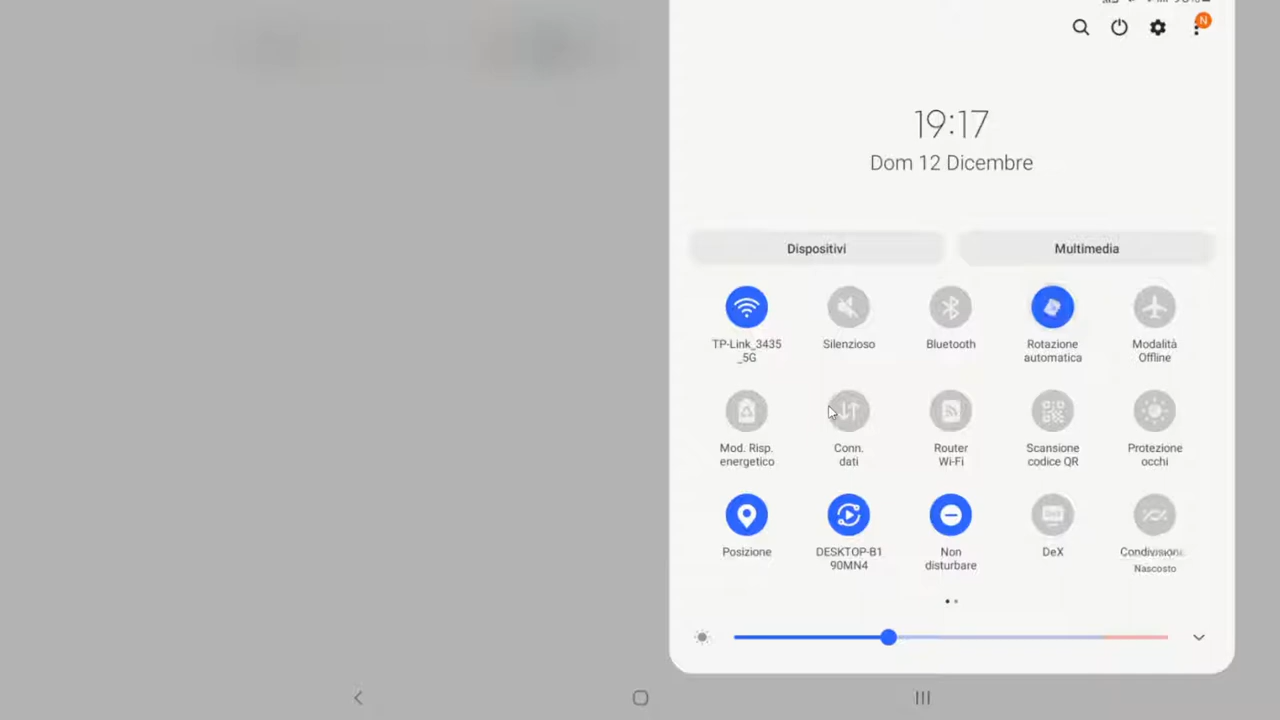 N
19:17
Dom 12 Dicembre
Dispositivi
Multimedia
TP-Link_3435
_5G
Silenzioso
Bluetooth
Rotazione
automatica
Modalità
Offline
Mod. Risp.
energetico
Conn.
dati
Router
Wi-Fi
Scansione
codice QR
Protezione
occhi
Posizione
DESKTOP-B1
90MN4
Non
disturbare
DeX
Condivisione
Nascosto